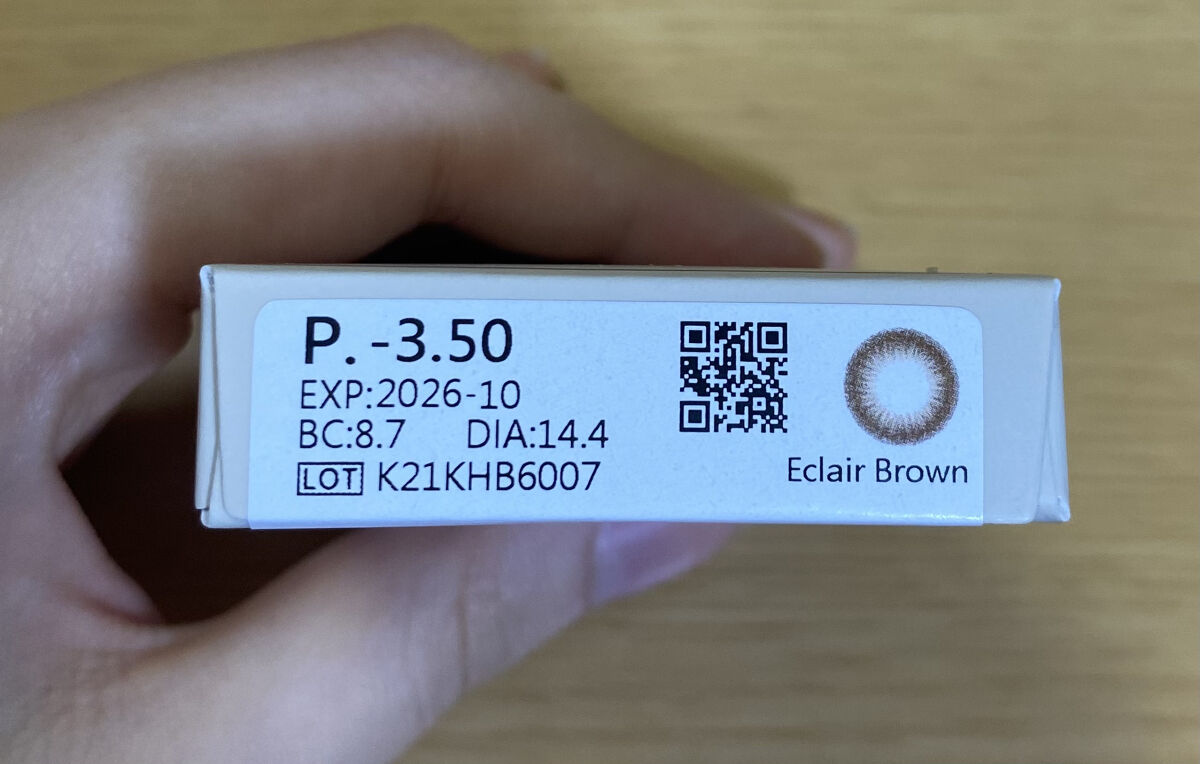 P. -3.50
EXP:2026-10
BC:8.7 DIA:14.4
LOT K21KHB6007
Eclair Brown